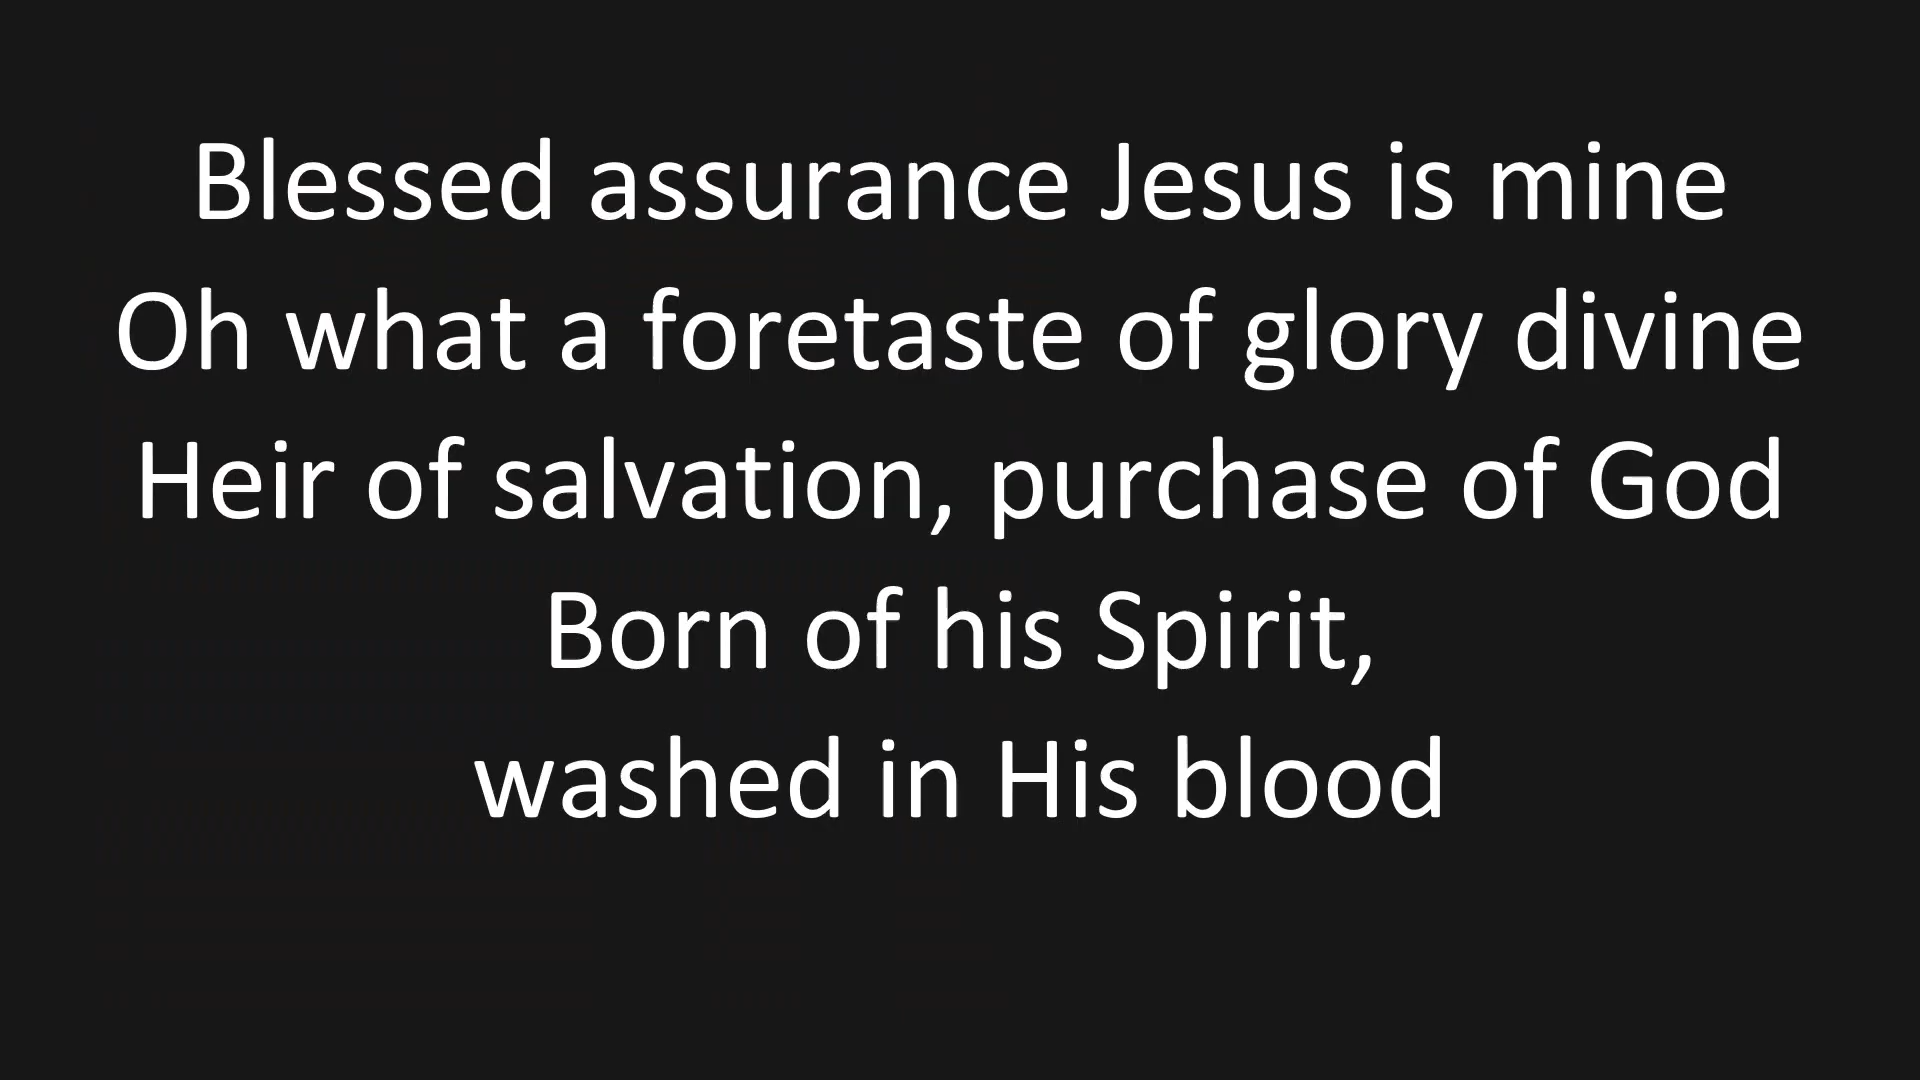 Blessed assurance Jesus is mine
Oh what a foretaste of glory divine
Heir of salvation, purchase of God
Born of his Spirit,
washed in His blood